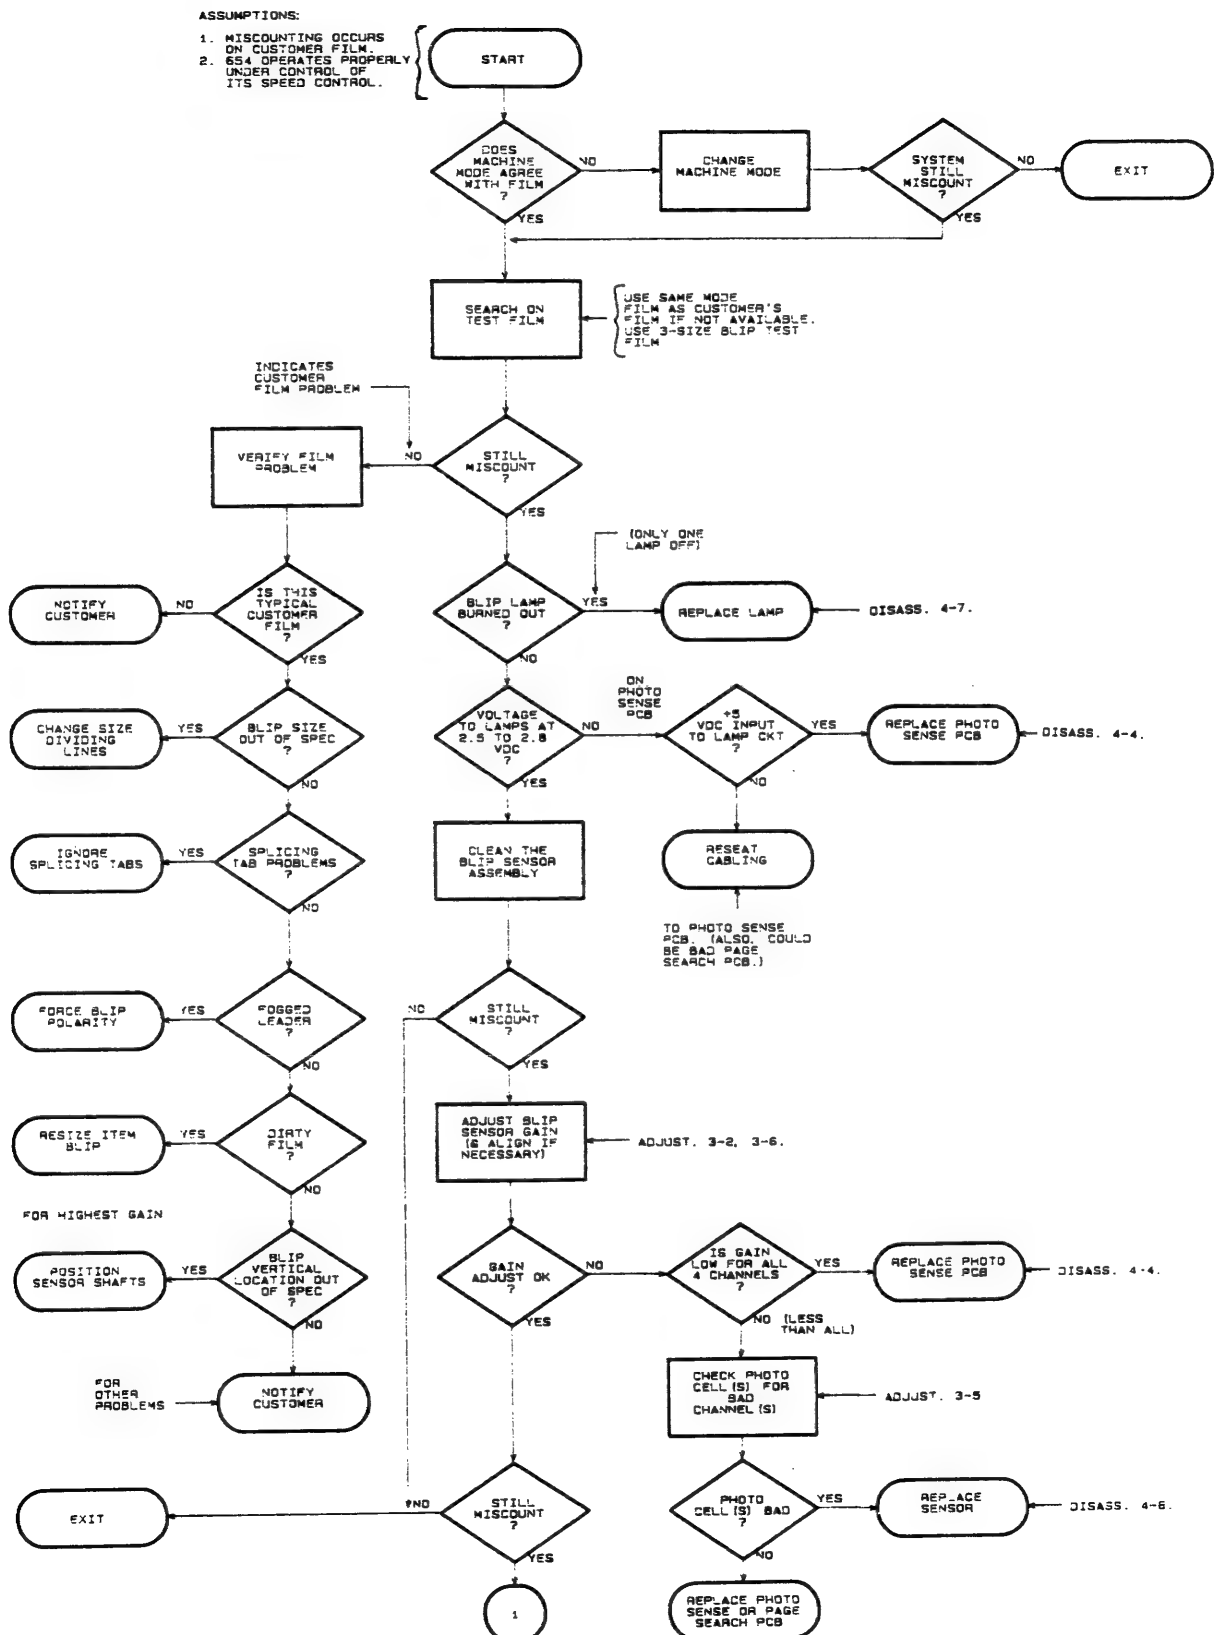 ASSUMPTIONS:
1. MISCOUNTING OCCURS
ON CUSTOMER FILM.
2. 654 OPERATES PROPERLY
UNDER CONTROL OF
ITS SPEED CONTROL.
START
DOES
MACHINE
MODE AGREE
WITH FILM
?
NO
YES
CHANGE
MACHINE MODE
SYSTEM
STILL
MISCOUNT
?
NO
YES
EXIT
SEARCH ON
TEST FILM
USE SAME MODE
FILM AS CUSTOMER'S
FILM IF NOT AVAILABLE.
USE 3-SIZE BLIP TEST
FILM
INDICATES
CUSTOMER
FILM PROBLEM
VERIFY FILM
PROBLEM
NO
STILL
MISCOUNT
?
YES
(ONLY ONE
LAMP OFF)
NOTIFY
CUSTOMER
NO
IS THIS
TYPICAL
CUSTOMER
FILM
?
YES
BLIP LAMP
BURNED OUT
?
YES
NO
REPLACE LAMP
DISASS. 4-7.
CHANGE SIZE
DIVIDING
LINES
YES
BLIP SIZE
OUT OF SPEC
?
NO
VOLTAGE
TO LAMPS AT
2.5 TO 2.8
VDC
?
NO
YES
ON
PHOTO
SENSE
PCB
+5
VDC INPUT
TO LAMP CKT
?
YES
NO
REPLACE PHOTO
SENSE PCB
DISASS. 4-4.
IGNORE
SPLICING TABS
YES
SPLICING
TAB PROBLEMS
?
NO
CLEAN THE
BLIP SENSOR
ASSEMBLY
RESEAT
CABLING
TO PHOTO SENSE
PCB. (ALSO, COULD
BE BAD PAGE
SEARCH PCB.)
FORCE BLIP
POLARITY
YES
FOGGED
LEADER
?
NO
NO
STILL
MISCOUNT
?
YES
RESIZE ITEM
BLIP
YES
DIRTY
FILM
?
NO
ADJUST BLIP
SENSOR GAIN
(& ALIGN IF
NECESSARY)
ADJUST. 3-2, 3-6.
FOR HIGHEST GAIN
POSITION
SENSOR SHAFTS
YES
BLIP
VERTICAL
LOCATION OUT
OF SPEC
?
NO
GAIN
ADJUST OK
?
NO
YES
IS GAIN
LOW FOR ALL
4 CHANNELS
?
YES
NO (LESS
THAN ALL)
REPLACE PHOTO
SENSE PCB
DISASS. 4-4.
FOR
OTHER
PROBLEMS
NOTIFY
CUSTOMER
CHECK PHOTO
CELL(S) FOR
BAD
CHANNEL(S)
ADJUST. 3-5
EXIT
NO
STILL
MISCOUNT
?
YES
PHOTO
CELL(S) BAD
?
YES
NO
REPLACE
SENSOR
DISASS. 4-6.
1
REPLACE PHOTO
SENSE OR PAGE
SEARCH PCB